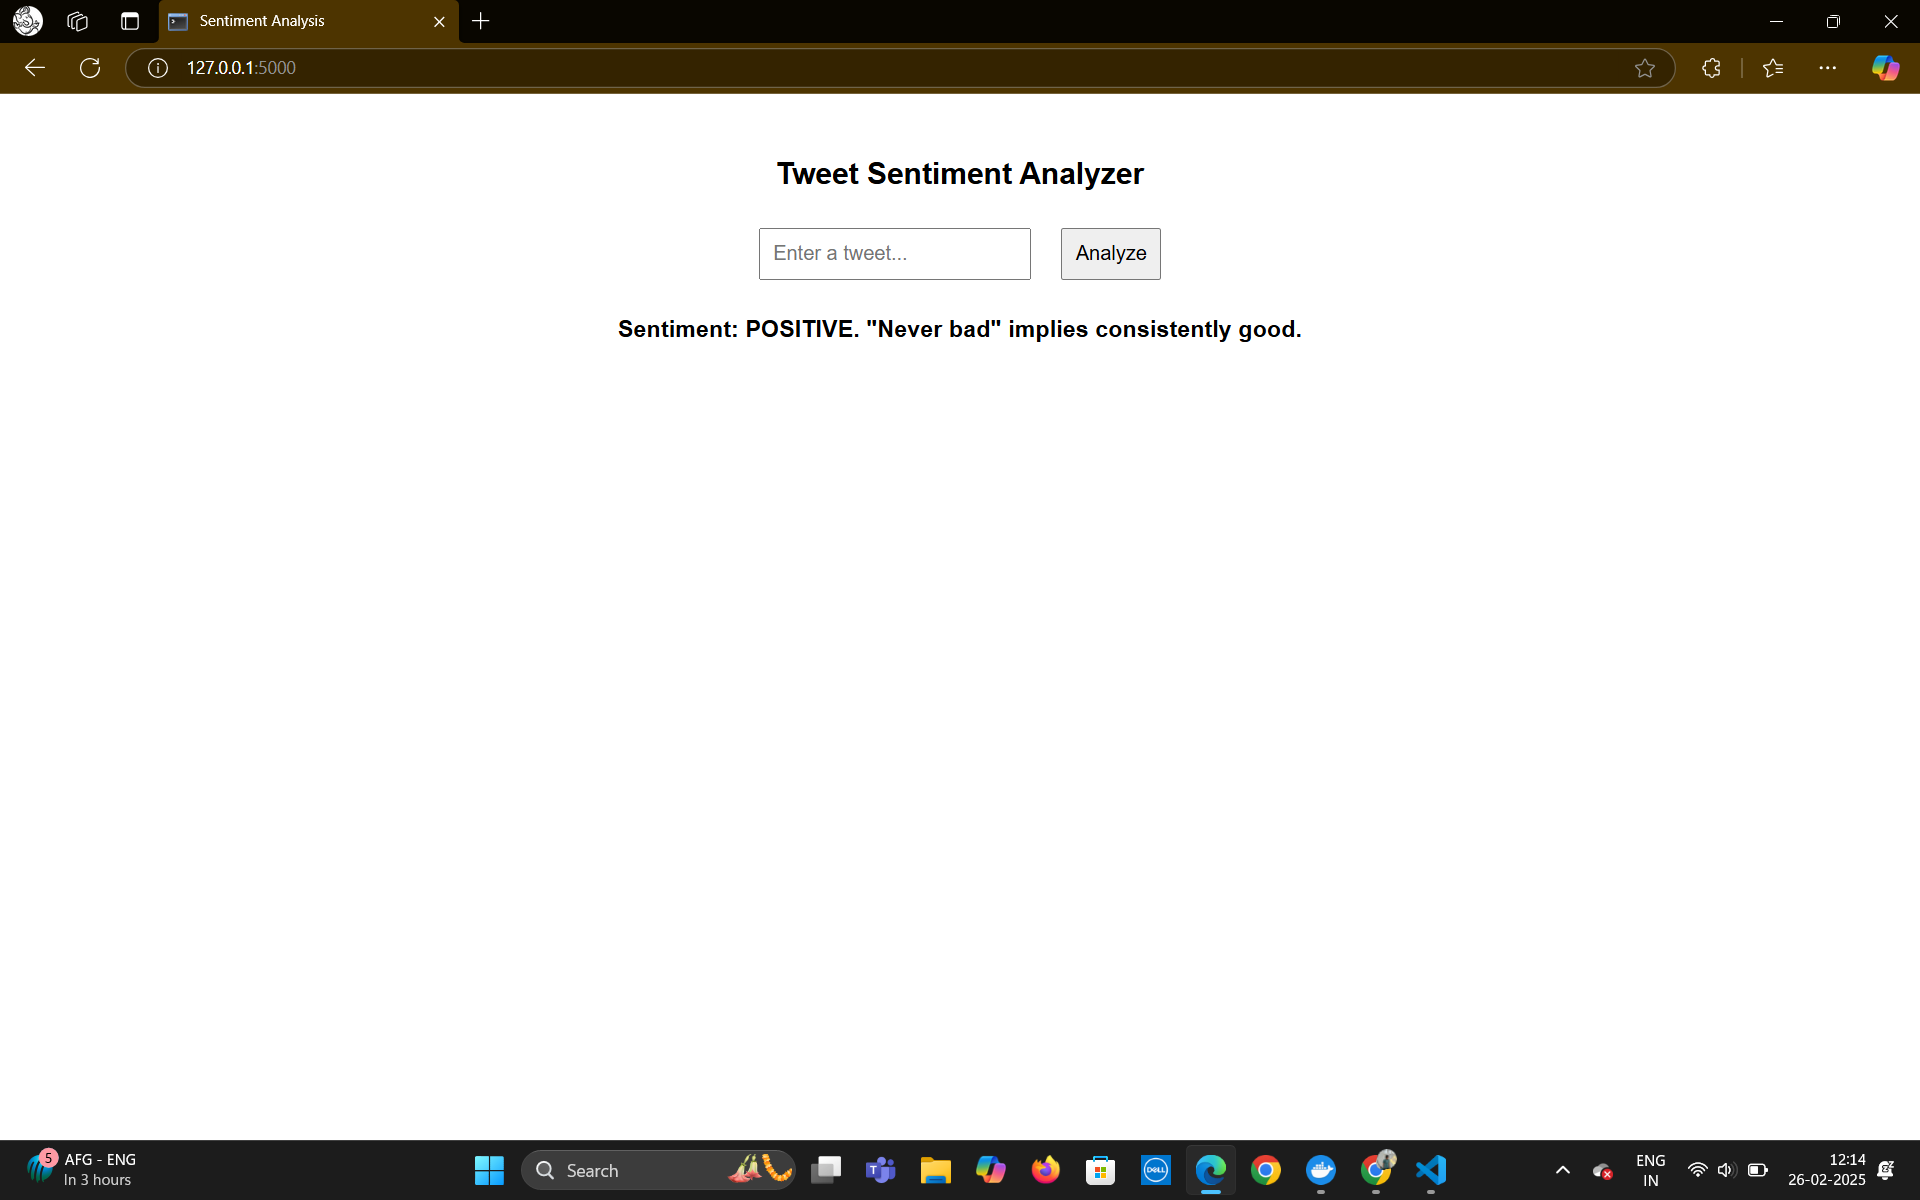 Sentiment Analysis
127.0.0.1:5000
Tweet Sentiment Analyzer
Enter a tweet...
Analyze
Sentiment: POSITIVE. "Never bad" implies consistently good.
5
AFG - ENG
In 3 hours
Search
T
DELL
ENG
IN
12:14
26-02-2025